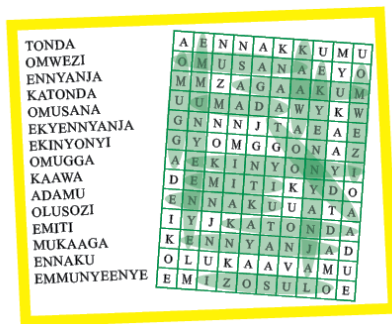 TONDA
OMWEZI
ENNYANJA
KATONDA
OMUSANA
EKYENNYANJA
EKINYONYI
OMUGGA
KAAWA
ADAMU
OLUSOZI
EMITI
MUKAAGA
ENNAKU
EMMUNYEENYE
A E N N A K K U M U
O M U S A N A E Y O
M M Z A G A A K U M
U U M A D A W Y K W
G N N N J T A E A E
G Y O M G G O N A Z
A E K I N Y O N Y I
D E M I T I K Y D O
E N N A K U U A T A
I Y J K A T O N D A
K E N N Y A N J A D
O L U K A A V A M U
E M I Z O S U L O E